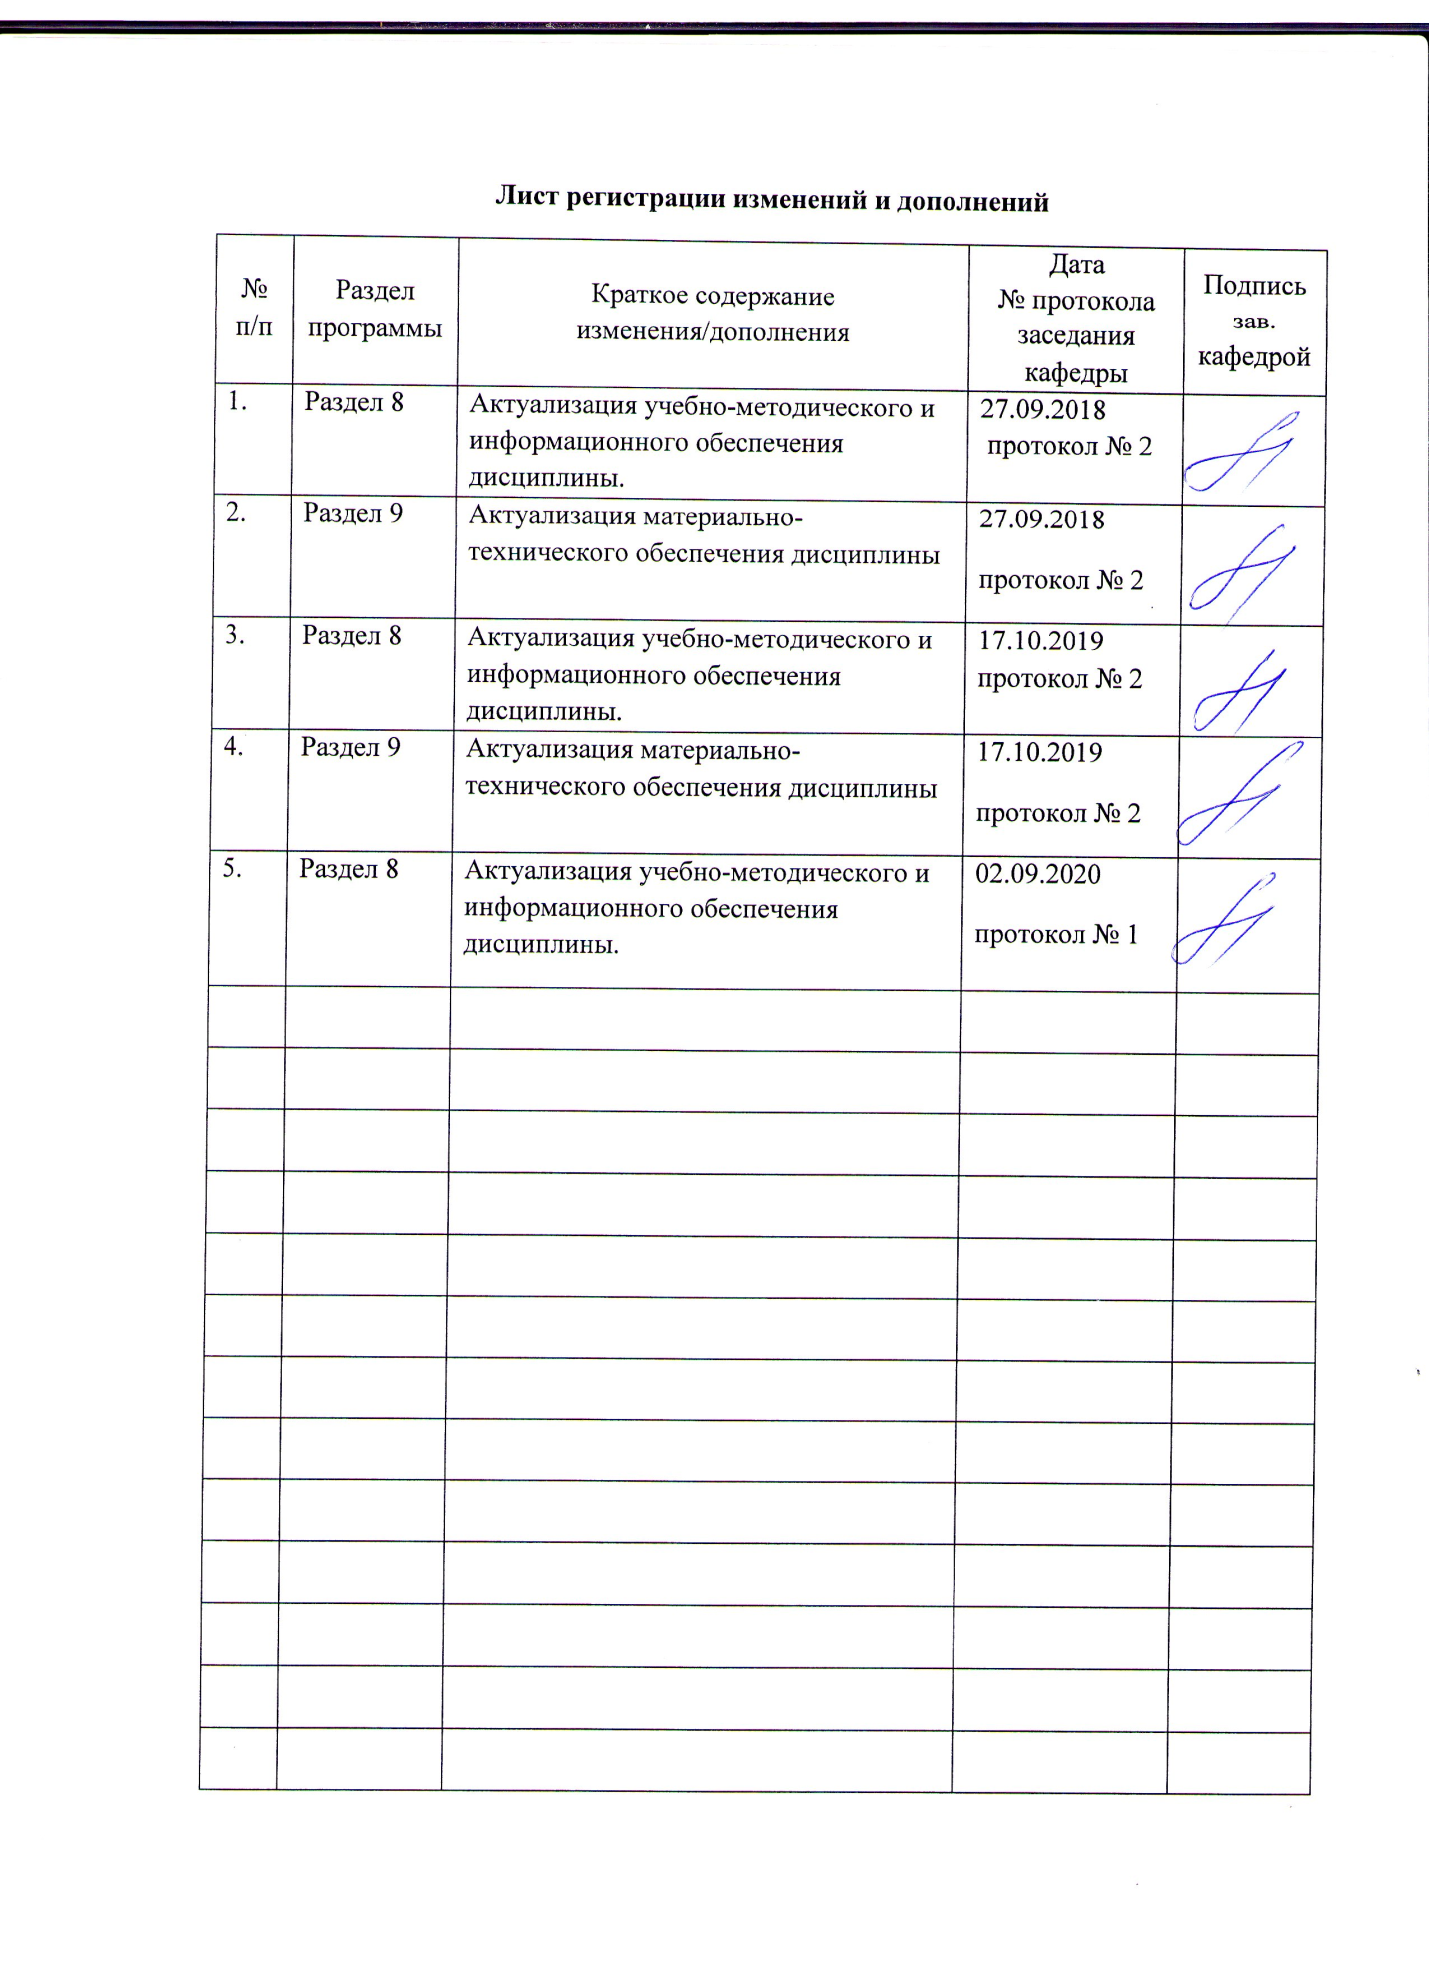 Лист регистрации изменений и дополнений
№
п/п
Раздел
программы
Краткое содержание
изменения/дополнения
Дата
№ протокола
заседания
кафедры
Подпись
зав.
кафедрой
1.
Раздел 8
Актуализация учебно-методического и
информационного обеспечения
дисциплины.
27.09.2018
протокол № 2
2.
Раздел 9
Актуализация материально-
технического обеспечения дисциплины
27.09.2018
протокол № 2
3.
Раздел 8
Актуализация учебно-методического и
информационного обеспечения
дисциплины.
17.10.2019
протокол № 2
4.
Раздел 9
Актуализация материально-
технического обеспечения дисциплины
17.10.2019
протокол № 2
5.
Раздел 8
Актуализация учебно-методического и
информационного обеспечения
дисциплины.
02.09.2020
протокол № 1